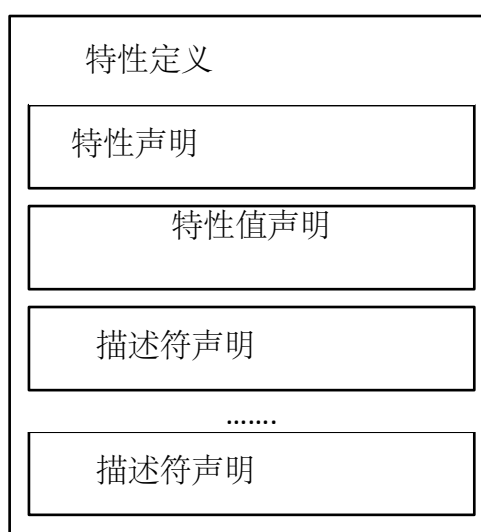 特性定义
特性声明
特性值声明
描述符声明
.......
描述符声明